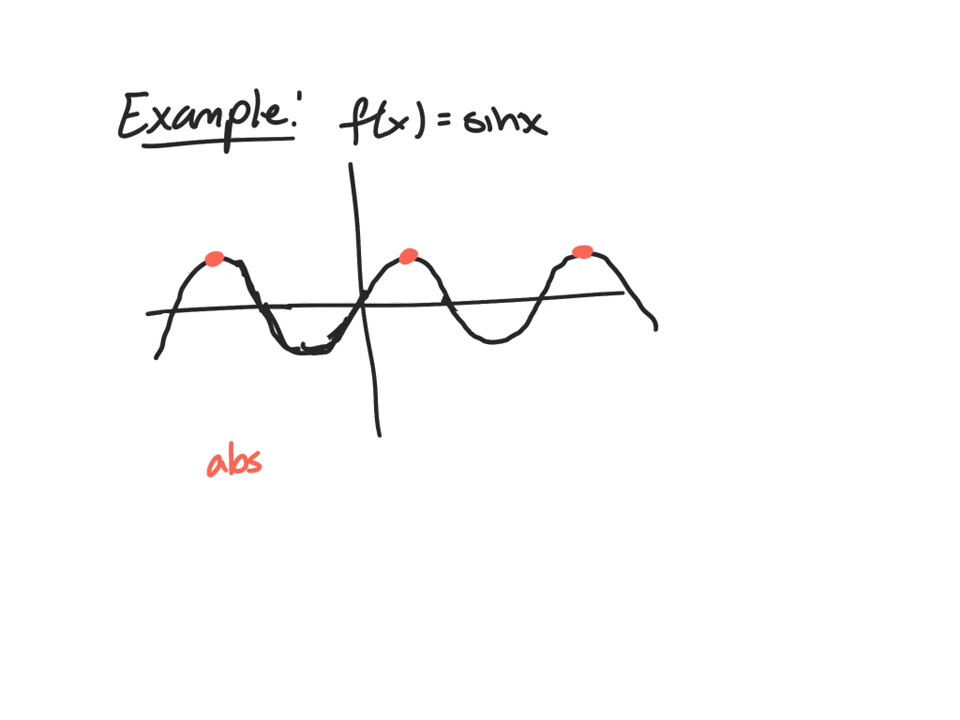 Example: f(x) = sinx
abs